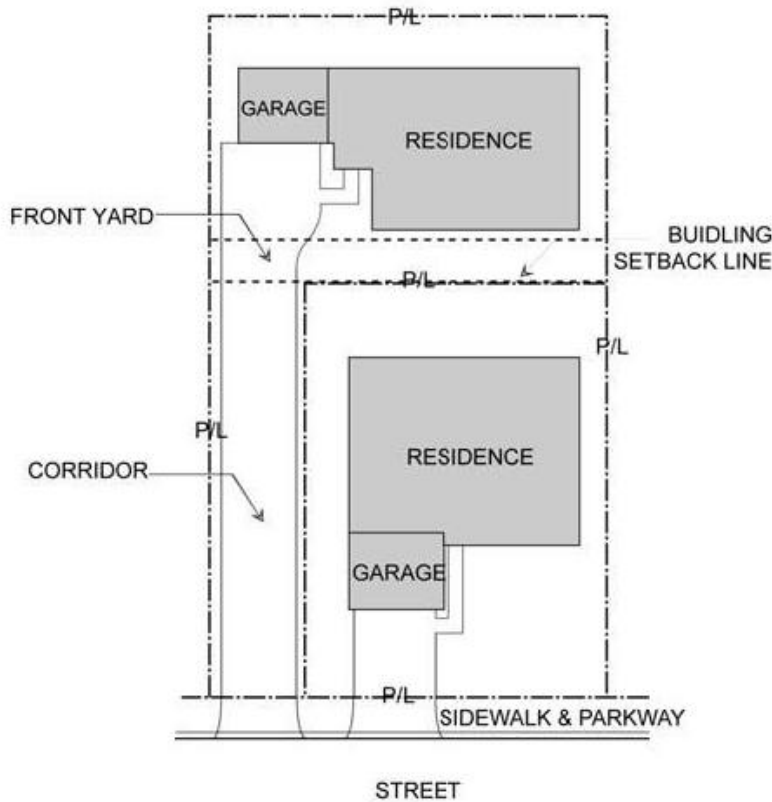 P/L
GARAGE
RESIDENCE
FRONT YARD
BUIDLING
SETBACK LINE
P/L
P/L
P/L
CORRIDOR
RESIDENCE
GARAGE
P/L
SIDEWALK & PARKWAY
STREET